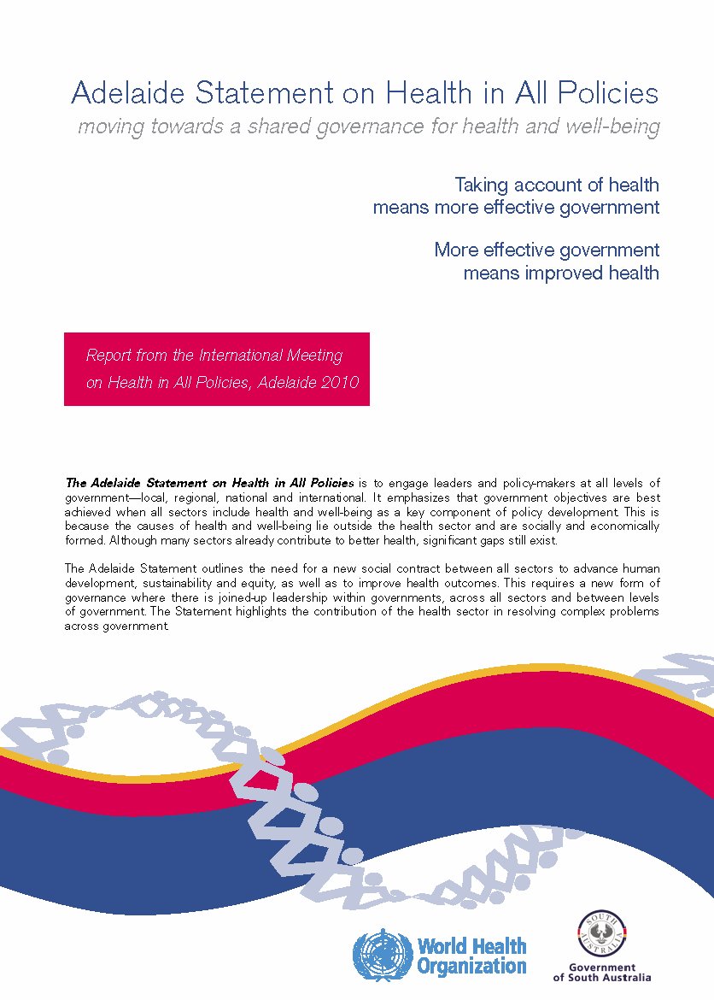 Adelaide Statement on Health in All Policies
moving towards a shared governance for health and well-being
Taking account of health
means more effective government
More effective government
means improved health
Report from the International Meeting
on Health in All Policies, Adelaide 2010
The Adelaide Statement on Health in All Policies is to engage leaders and policy-makers at all levels of
government—local, regional, national and international. It emphasizes that government objectives are best
achieved when all sectors include health and well-being as a key component of policy development. This is
because the causes of health and well-being lie outside the health sector and are socially and economically
formed. Although many sectors already contribute to better health, significant gaps still exist.
The Adelaide Statement outlines the need for a new social contract between all sectors to advance human
development, sustainability and equity, as well as to improve health outcomes. This requires a new form of
governance where there is joined-up leadership within governments, across all sectors and between levels
of government. The Statement highlights the contribution of the health sector in resolving complex problems
across government.
World Health
Organization
SOUTH
AUSTRALIA
Government
of South Australia